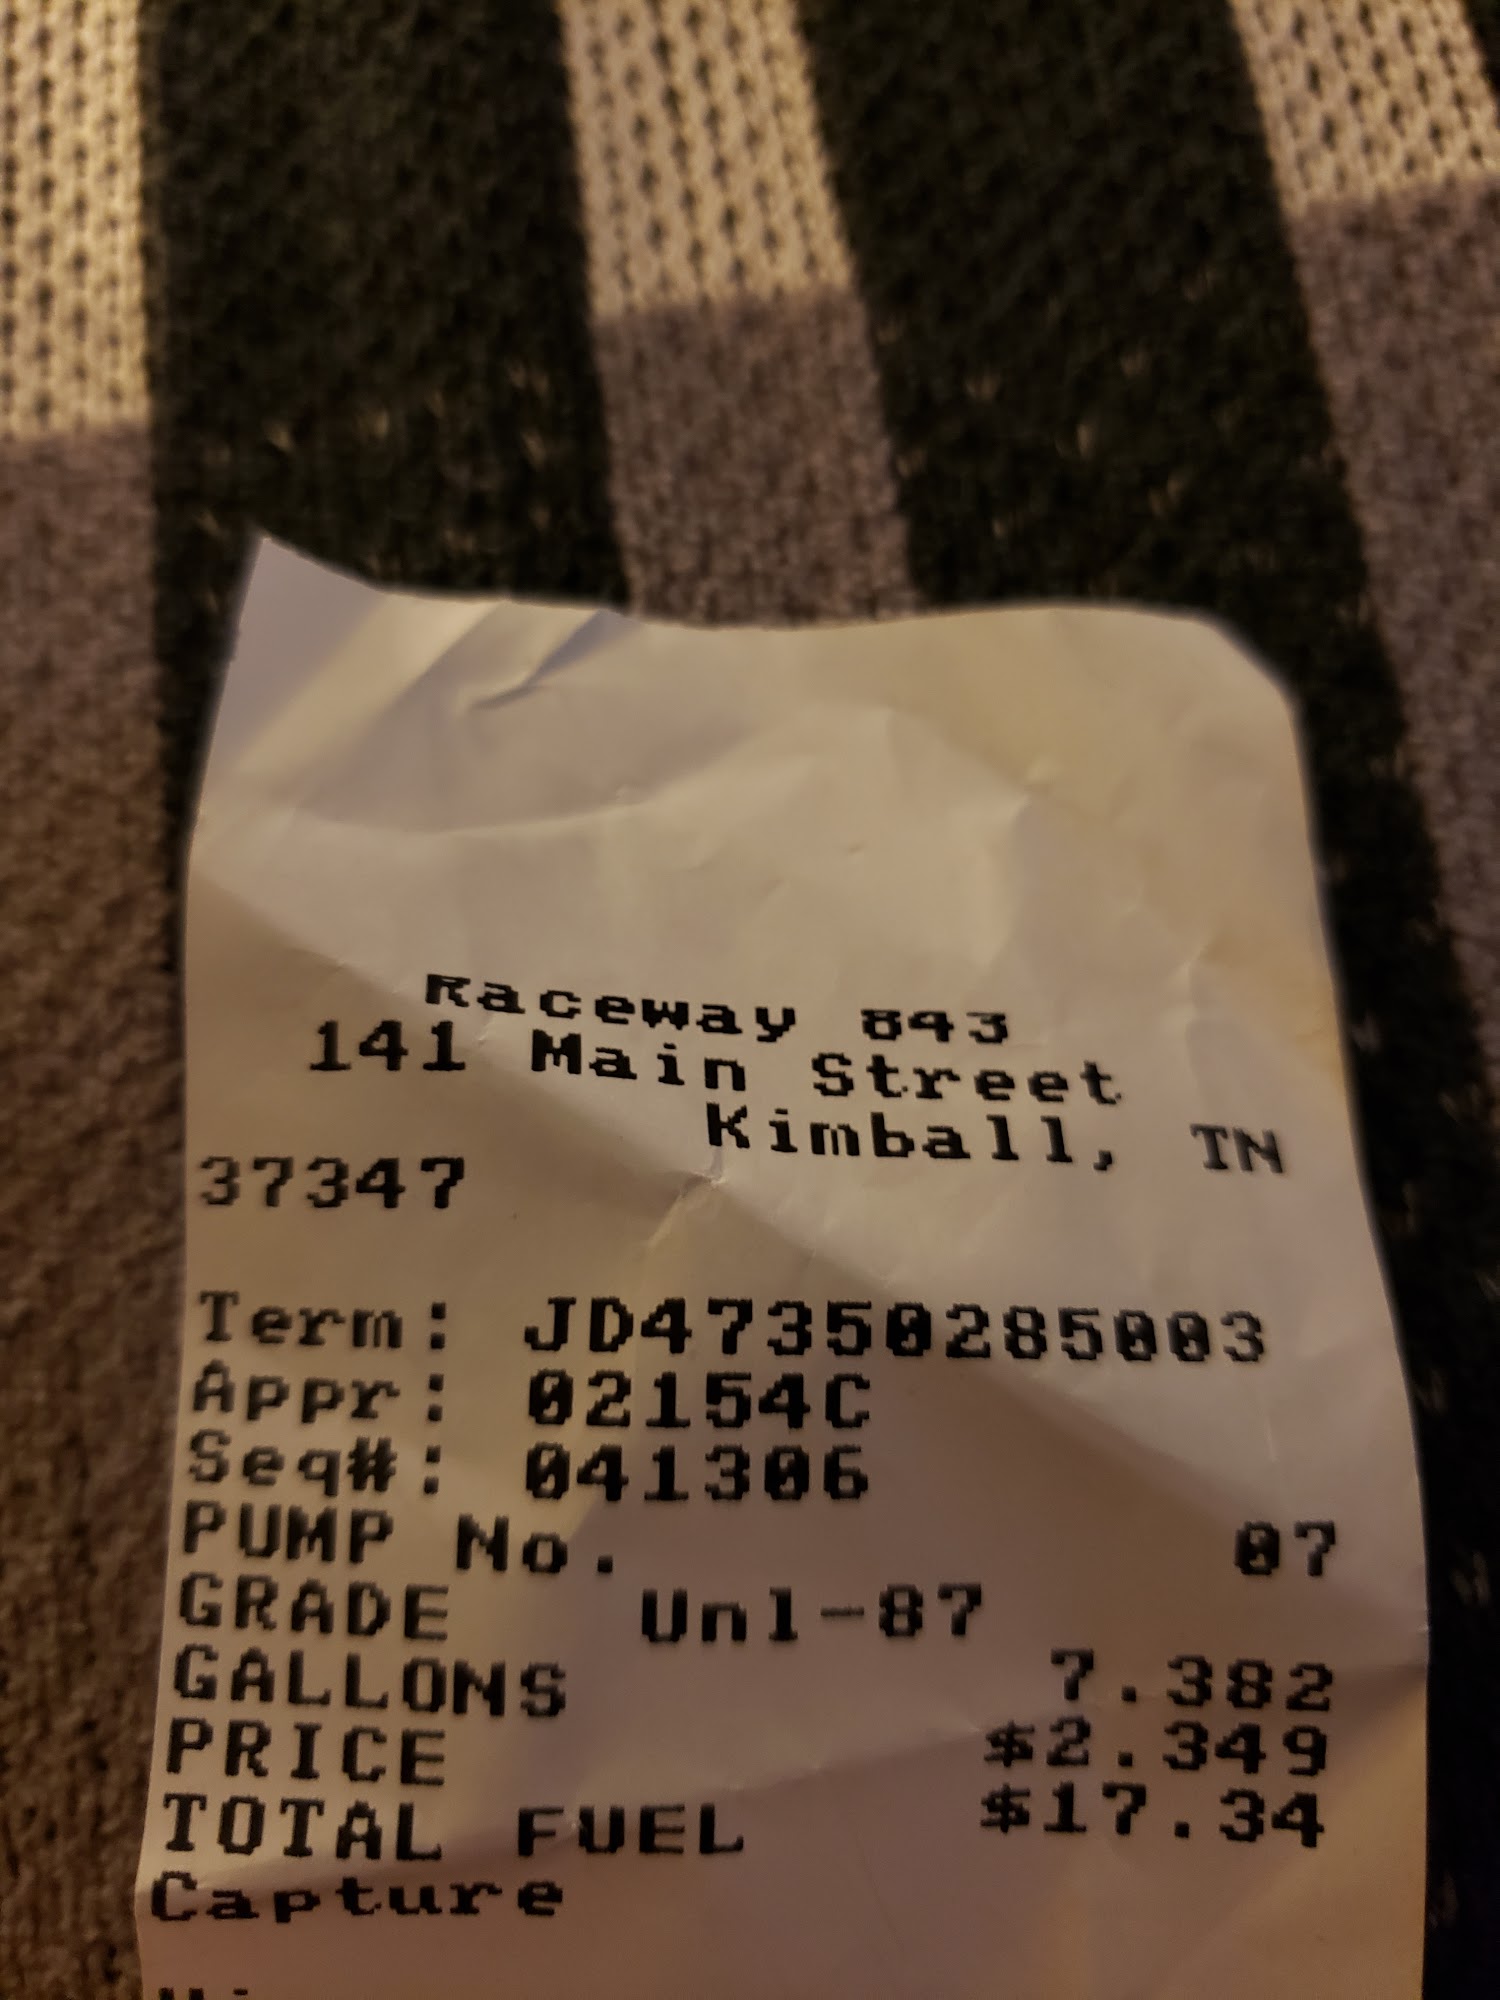 Raceway 843
141 Main Street
Kimball, TN
37347
Term: JD47350285003
Appr: 02154C
Seq#: 041306
PUMP No. 07
GRADE Unl-87
GALLONS 7.382
PRICE $2.349
TOTAL FUEL $17.34
Capture